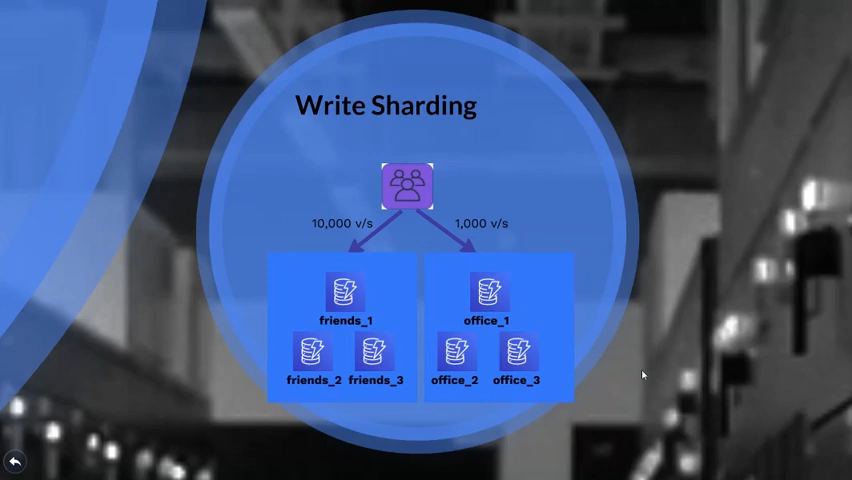 Write Sharding
10,000 v/s
1,000 v/s
friends_1
office_1
friends_2
friends_3
office_2
office_3